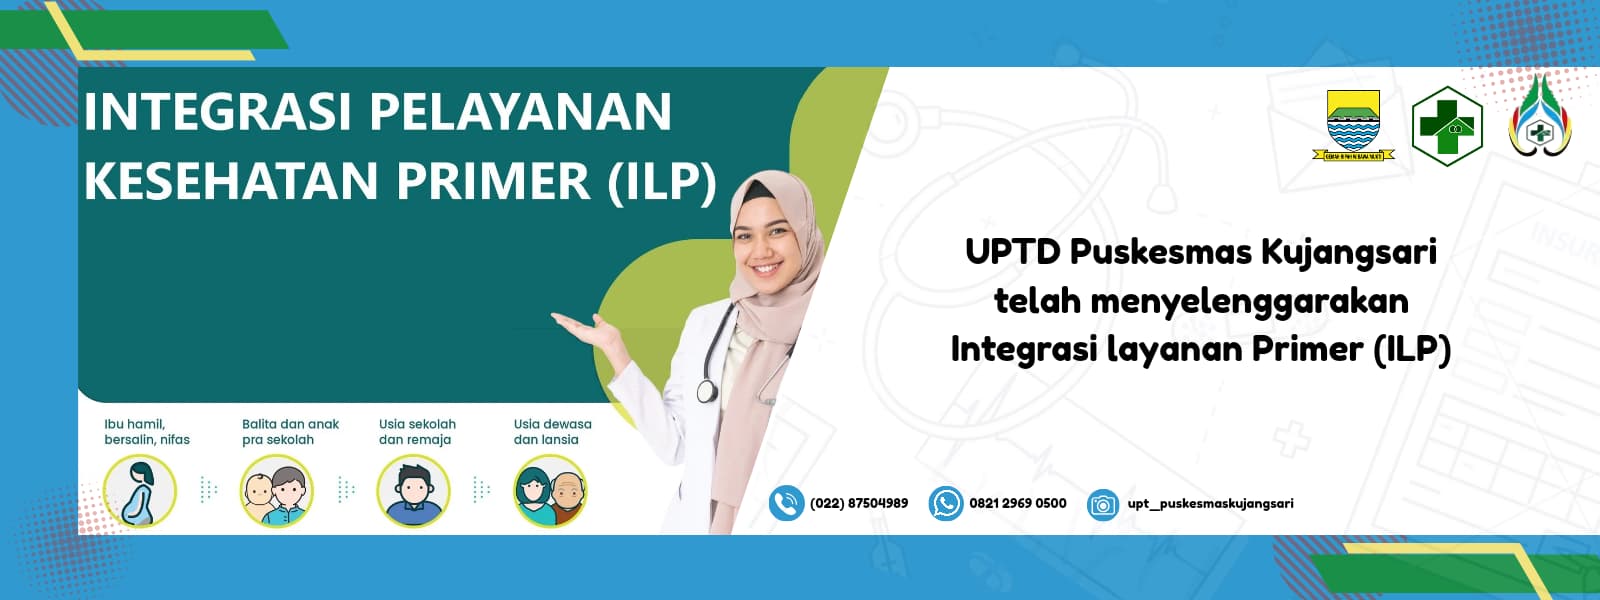 INTEGRASI PELAYANAN
KESEHATAN PRIMER (ILP)
Ibu hamil,
bersalin, nifas
Balita dan anak
pra sekolah
Usia sekolah
dan remaja
Usia dewasa
dan lansia
UPTD Puskesmas Kujangsari
telah menyelenggarakan
Integrasi layanan Primer (ILP)
(022) 87504989
0821 2969 0500
upt_puskesmaskujangsari